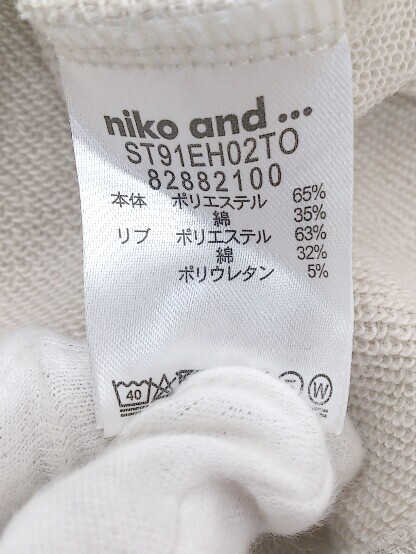 niko and ...
ST91EH02TO
82882100
本体 ポリエステル 65%
綿 35%
リブ ポリエステル 63%
綿 32%
ポリウレタン 5%
40 W